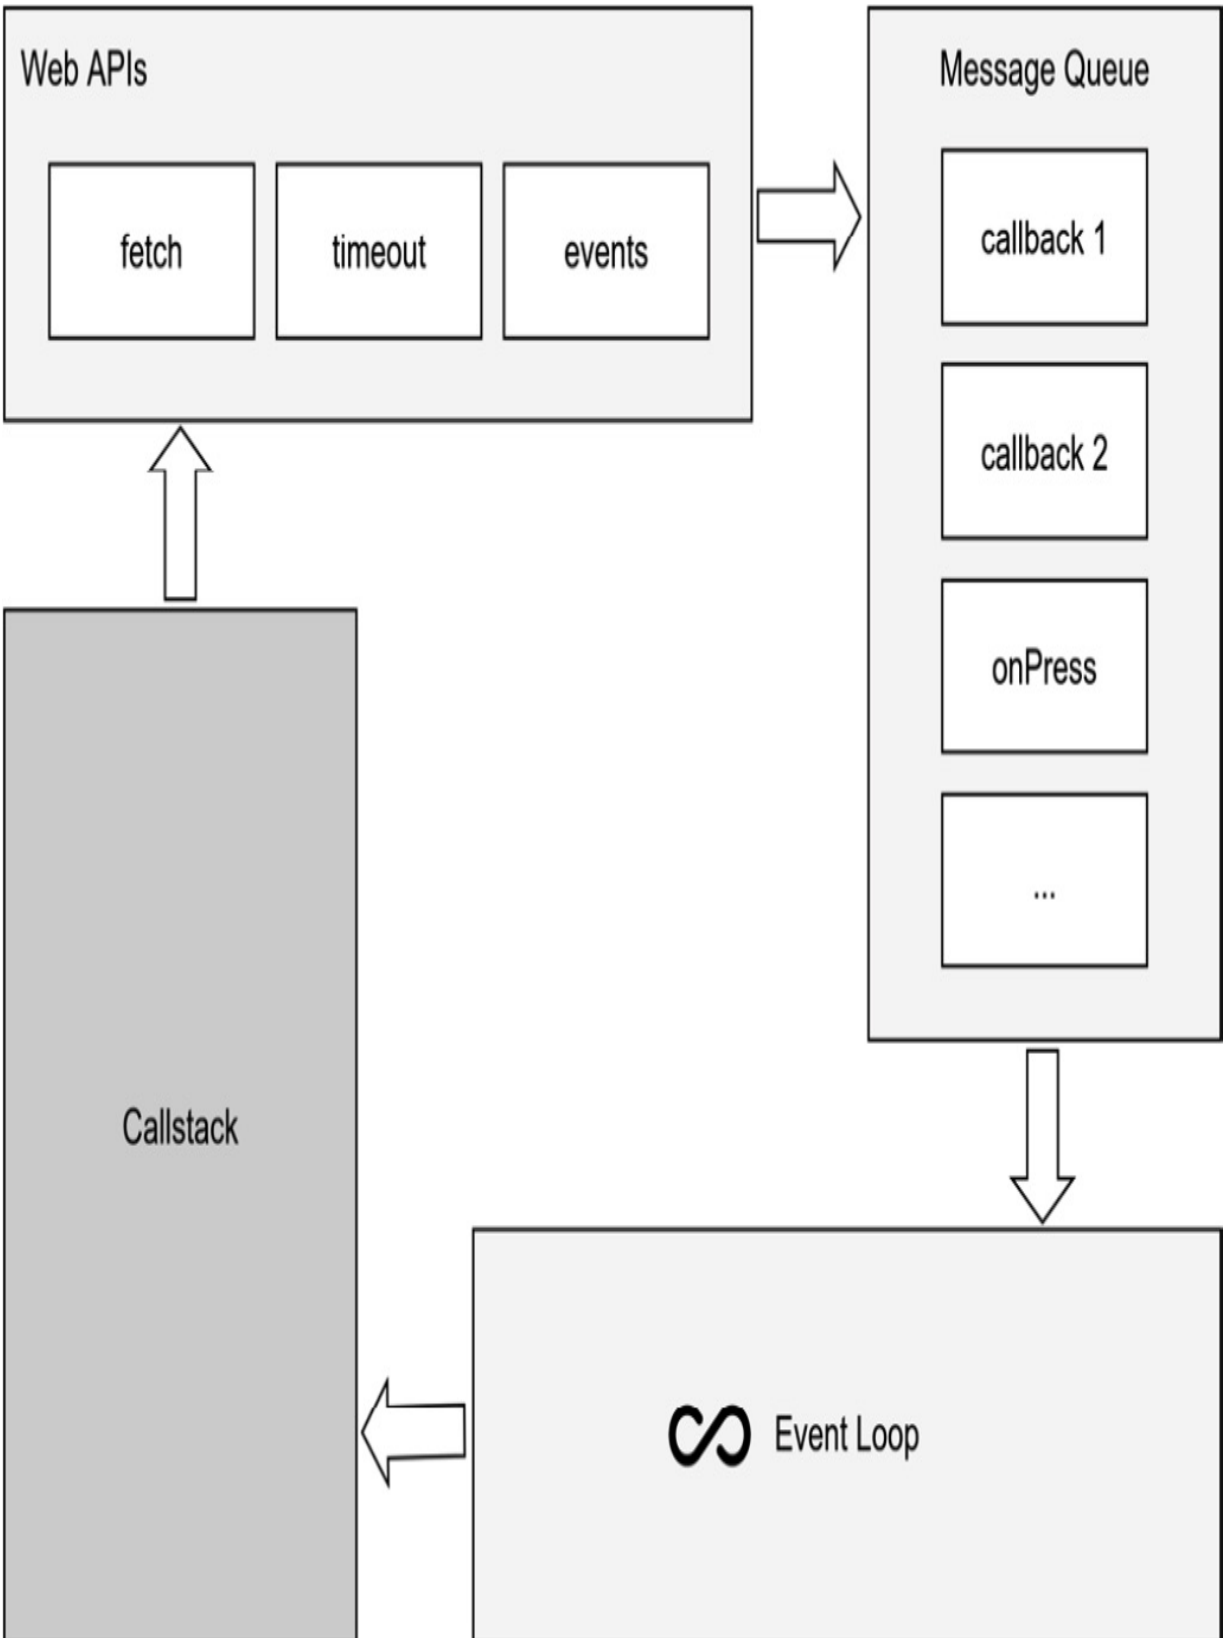 Web APIs
fetch
timeout
events
Message Queue
callback 1
callback 2
onPress
...
Callstack
Event Loop